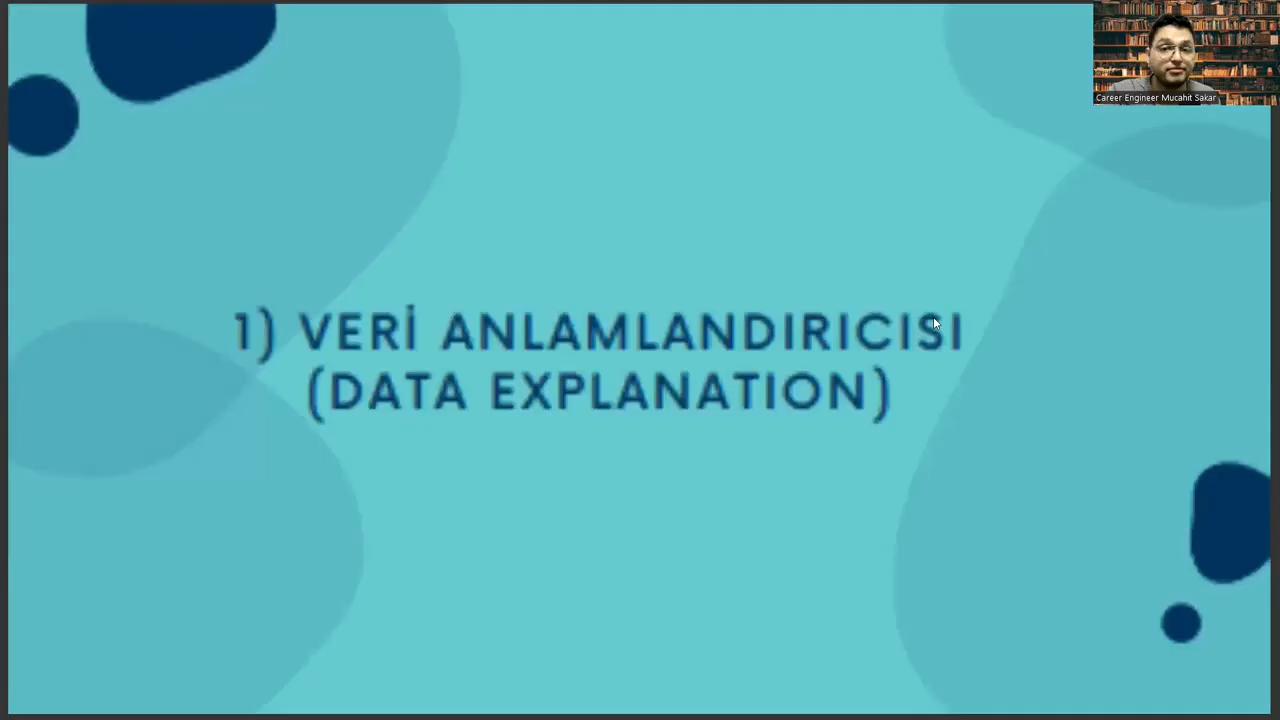 Career Engineer Mucahit Sakar
1) VERİ ANLAMLANDIRICISI
(DATA EXPLANATION)